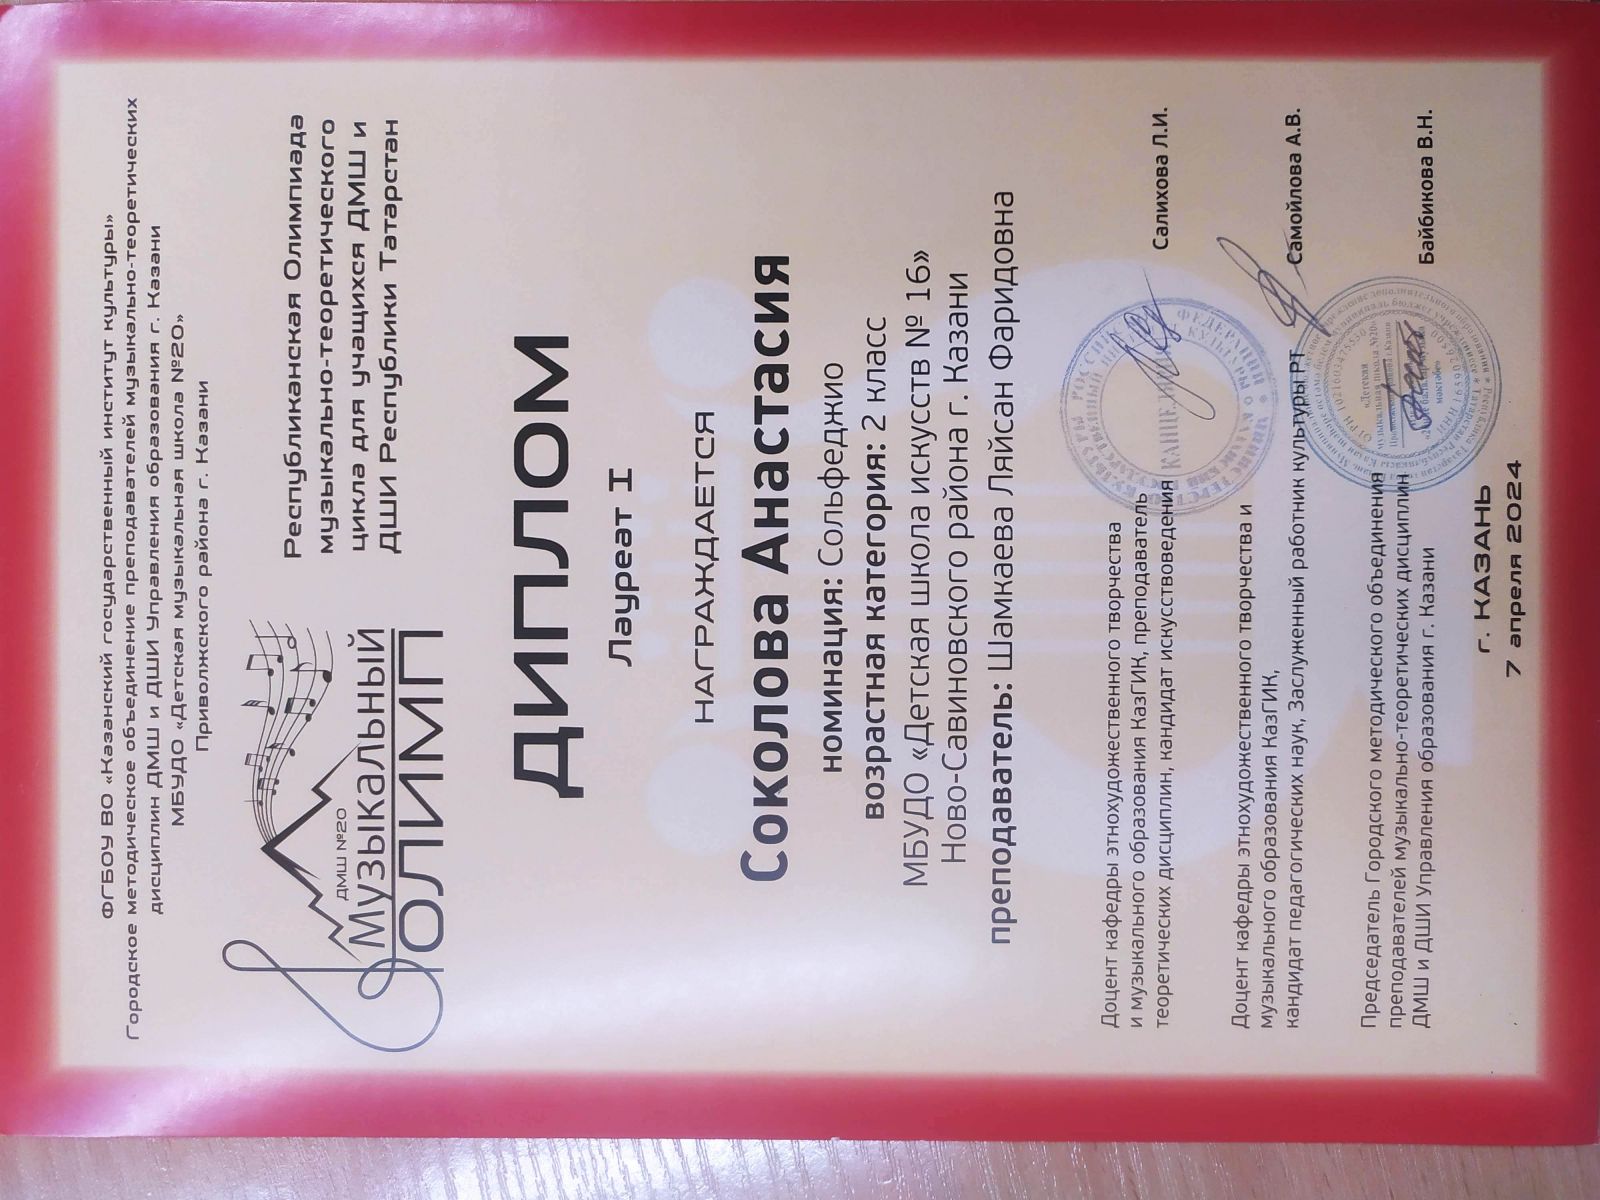 ФГБОУ ВО «Казанский государственный институт культуры»
Городское методическое объединение преподавателей музыкально-теоретических
дисциплин ДМШ и ДШИ Управления образования г. Казани
МБУДО «Детская музыкальная школа №20»
Приволжского района г. Казани
ДМШ №20
Музыкальный
ОЛИМП
Республиканская Олимпиада
музыкально-теоретического
цикла для учащихся ДМШ и
ДШИ Республики Татарстан
ДИПЛОМ
Лауреат I
НАГРАЖДАЕТСЯ
Соколова Анастасия
номинация: Сольфеджио
возрастная категория: 2 класс
МБУДО «Детская школа искусств № 16»
Ново-Савиновского района г. Казани
преподаватель: Шамкаева Ляйсан Фаридовна
Доцент кафедры этнохудожественного творчества
и музыкального образования КазГИК, преподаватель
теоретических дисциплин, кандидат искусствоведения
Салихова Л.И.
КАНЦЕЛЯРИЯ
Доцент кафедры этнохудожественного творчества и
музыкального образования КазГИК,
кандидат педагогических наук, Заслуженный работник культуры РТ
Самойлова А.В.
Председатель Городского методического объединения
преподавателей музыкально-теоретических дисциплин
ДМШ и ДШИ Управления образования г. Казани
Байбикова В.Н.
«Детская
музыкальная школа №20»
г. КАЗАНЬ
7 апреля 2024